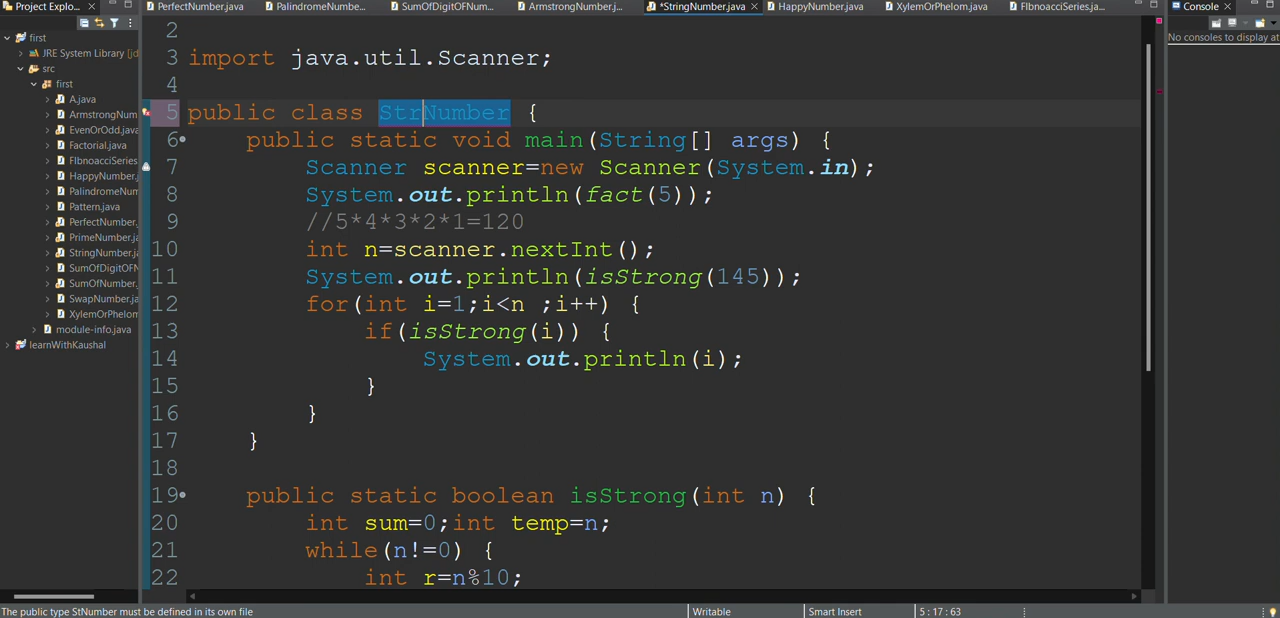 Project Explo...
PerfectNumber.java
PalindromeNumbe...
SumOfDigitOFNum...
ArmstrongNumber.j...
*StringNumber.java
HappyNumber.java
XylemOrPhelom.java
FIbnoacciSeries.ja...
Console
No consoles to display at
first
JRE System Library [jd
src
first
A.java
ArmstrongNum
EvenOrOdd.java
Factorial.java
FIbnoacciSeries
HappyNumber.
PalindromeNum
Pattern.java
PerfectNumber.
PrimeNumber.ja
StringNumber.ja
SumOfDigitOFN
SumOfNumber.
SwapNumber.ja
XylemOrPhelom
module-info.java
learnWithKaushal
2
3 import java.util.Scanner;
4
5 public class StrNumber {
6 public static void main(String[] args) {
7 Scanner scanner=new Scanner(System.in);
8 System.out.println(fact(5));
9 //5*4*3*2*1=120
10 int n=scanner.nextInt();
11 System.out.println(isStrong(145));
12 for(int i=1;i<n ;i++) {
13 if(isStrong(i)) {
14 System.out.println(i);
15 }
16 }
17 }
18
19 public static boolean isStrong(int n) {
20 int sum=0;int temp=n;
21 while(n!=0) {
22 int r=n%10;
The public type StNumber must be defined in its own file
Writable
Smart Insert
5 : 17 : 63